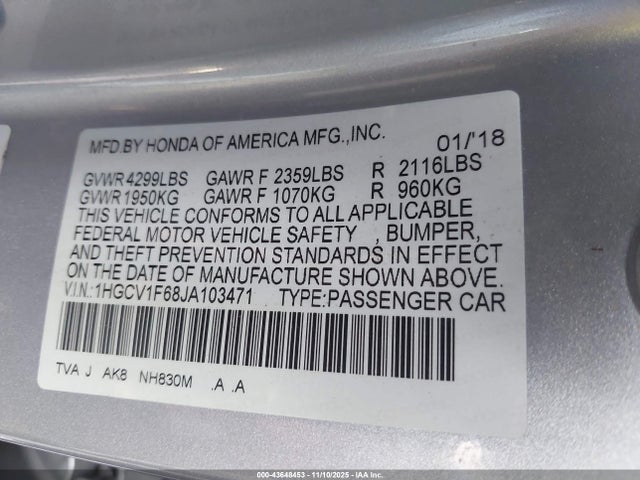 MFD.BY HONDA OF AMERICA MFG.,INC. 01/'18
GVWR 4299LBS GAWR F 2359LBS R 2116LBS
GVWR 1950KG GAWR F 1070KG R 960KG
THIS VEHICLE CONFORMS TO ALL APPLICABLE
FEDERAL MOTOR VEHICLE SAFETY , BUMPER,
AND THEFT PREVENTION STANDARDS IN EFFECT
ON THE DATE OF MANUFACTURE SHOWN ABOVE.
V.I.N.:1HGCV1F68JA103471 TYPE:PASSENGER CAR
TVA J AK8 NH830M .A .A
000-43648453 - 11/10/2025 - IAAI.COM